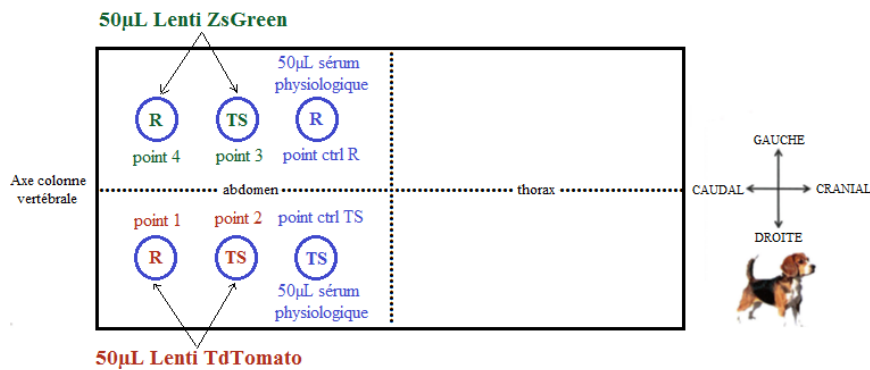 50µL Lenti ZsGreen
50µL sérum
physiologique
R
TS
R
point 4
point 3
point ctrl R
Axe colonne
vertébrale
abdomen
thorax
point 1
point 2
point ctrl TS
R
TS
TS
50µL sérum
physiologique
50µL Lenti TdTomato
GAUCHE
CAUDAL
CRANIAL
DROITE